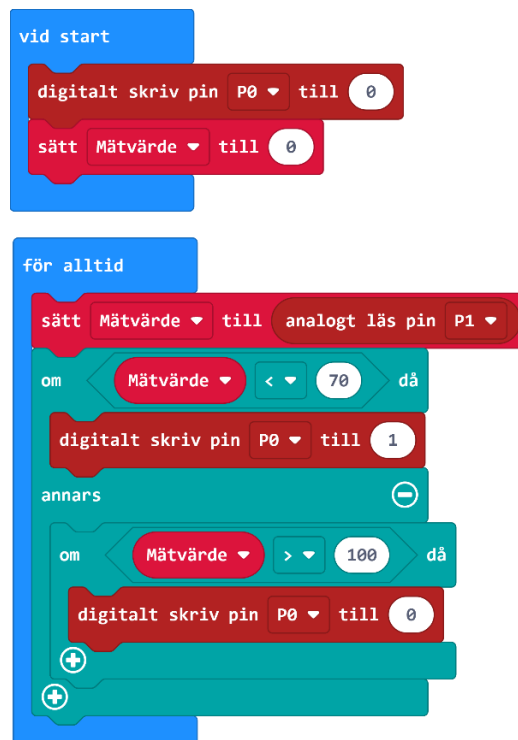 vid start
digitalt skriv pin P0 till 0
sätt Mätvärde till 0
för alltid
sätt Mätvärde till analogt läs pin P1
om Mätvärde < 70 då
digitalt skriv pin P0 till 1
annars
om Mätvärde > 100 då
digitalt skriv pin P0 till 0